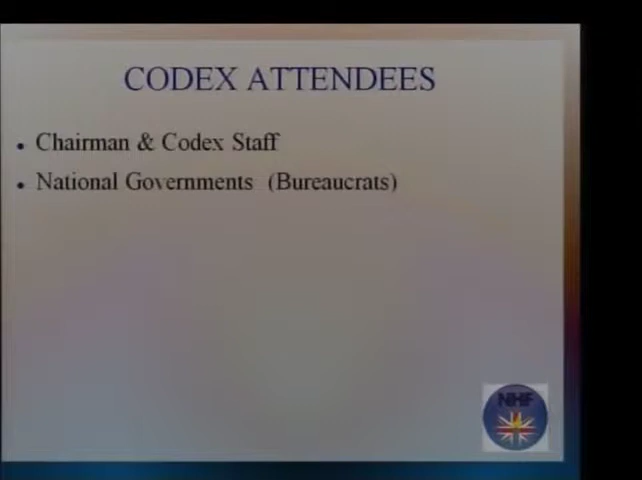 CODEX ATTENDEES
• Chairman & Codex Staff
• National Governments (Bureaucrats)
NHF